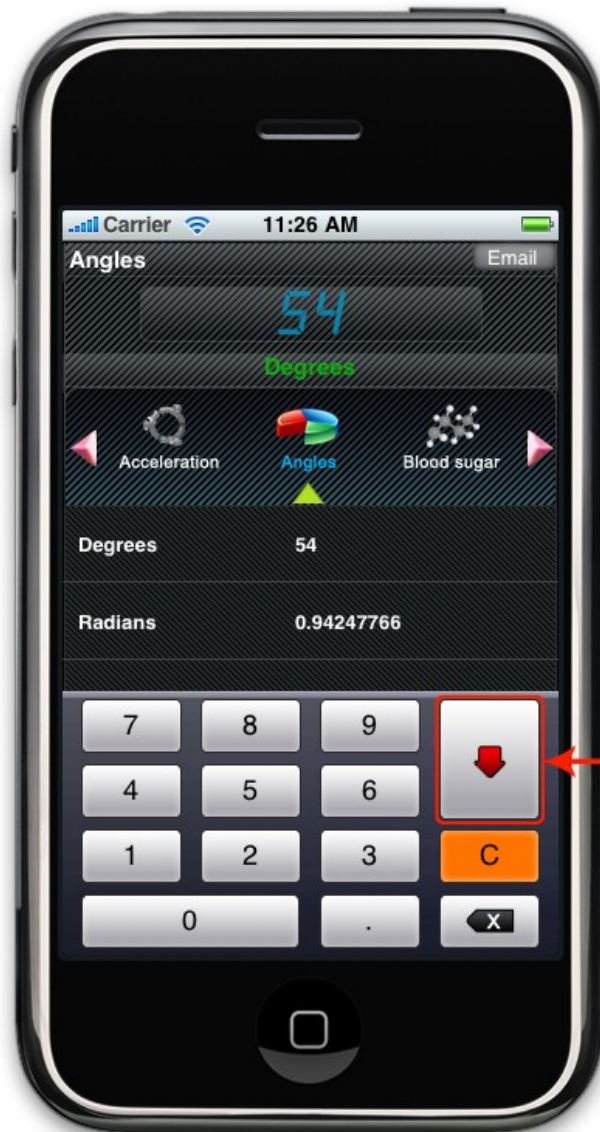 Carrier 11:26 AM
Angles Email
54
Degrees
Acceleration Angles Blood sugar
Degrees 54
Radians 0.94247766
7 8 9
4 5 6
1 2 3 C
0 . X